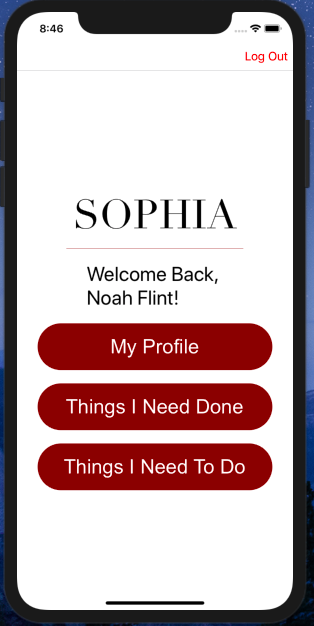 8:46
Log Out
SOPHIA
Welcome Back,
Noah Flint!
My Profile
Things I Need Done
Things I Need To Do